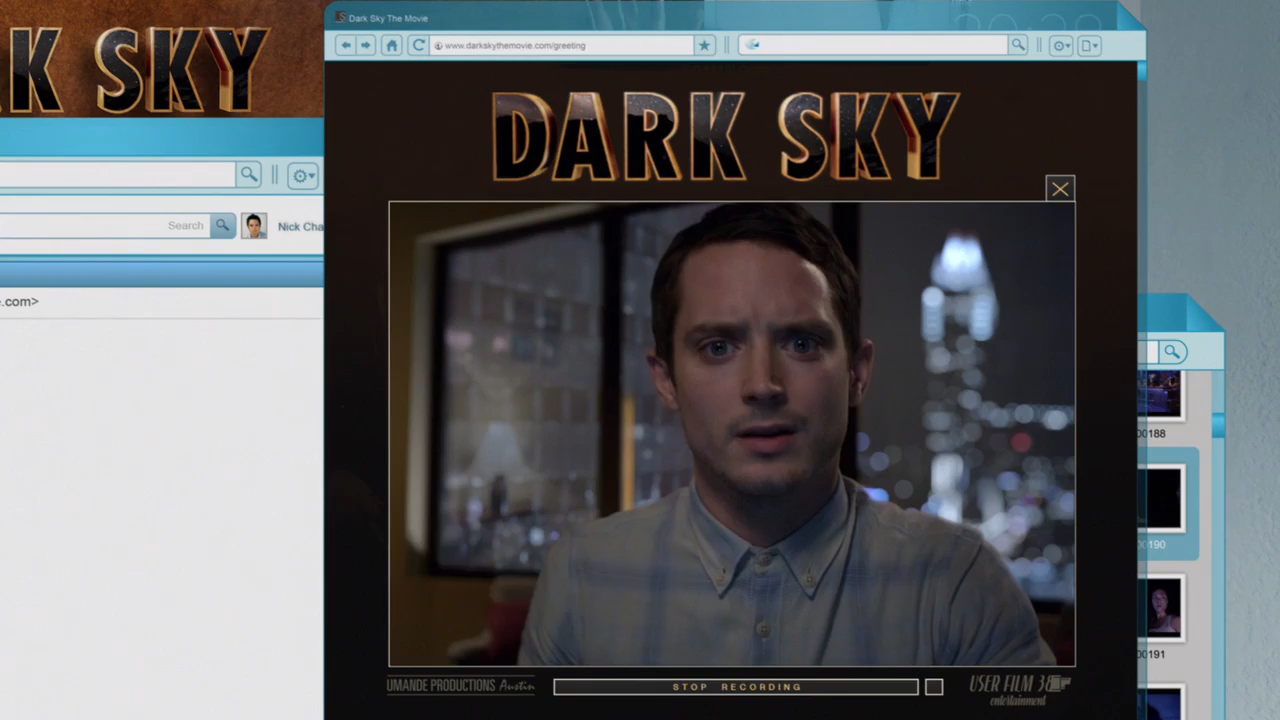 Dark Sky The Movie
www.darkskythemovie.com/greeting
K SKY
DARK SKY
Search
Nick Cha
e.com>
00188
00190
00191
UMANDE PRODUCTIONS Austin
STOP RECORDING
USER FILM
entertainment